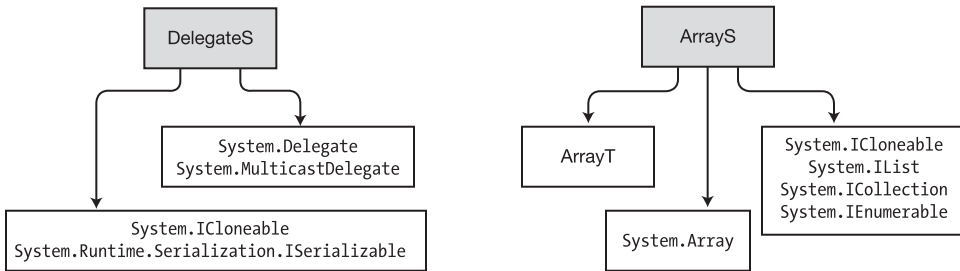 DelegateS
System.Delegate
System.MulticastDelegate
System.ICloneable
System.Runtime.Serialization.ISerializable
ArrayS
ArrayT
System.Array
System.ICloneable
System.IList
System.ICollection
System.IEnumerable